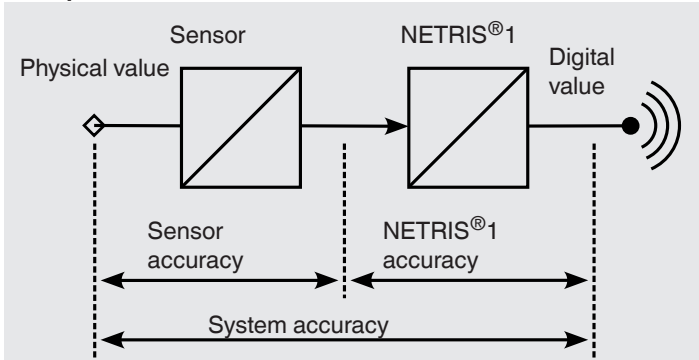 Sensor
NETRIS®1
Physical value
Digital
value
Sensor
accuracy
NETRIS®1
accuracy
System accuracy